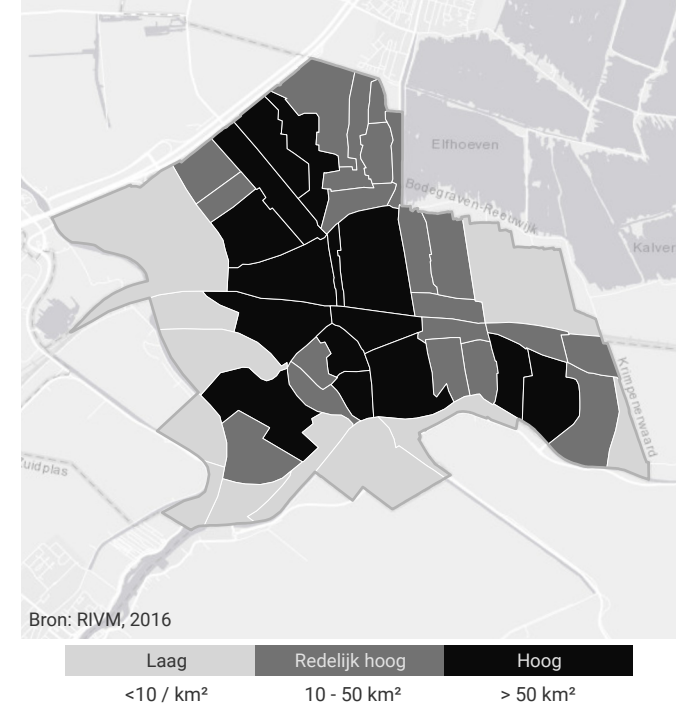 Elfhoeven
Bodegraven-Reeuwijk
Kalver
Krimpenerwaard
Zuidplas
Bron: RIVM, 2016
Laag Redelijk hoog Hoog
<10 / km² 10 - 50 km² > 50 km²